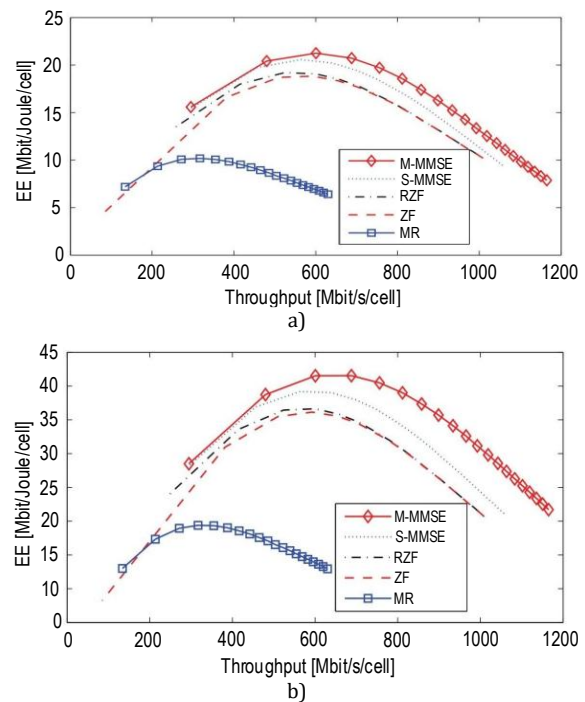 a)
EE [Mbit/Joule/cell]
25
20
15
10
5
0
0 200 400 600 800 1000 1200
M-MMSE
S-MMSE
RZF
ZF
MR
Throughput [Mbit/s/cell]
a)
EE [Mbit/Joule/cell]
45
40
35
30
25
20
15
10
00
0 200 400 600 800 1000 1200
M-MMSE
S-MMSE
RZF
ZF
MR
Throughput [Mbit/s/cell]
b)